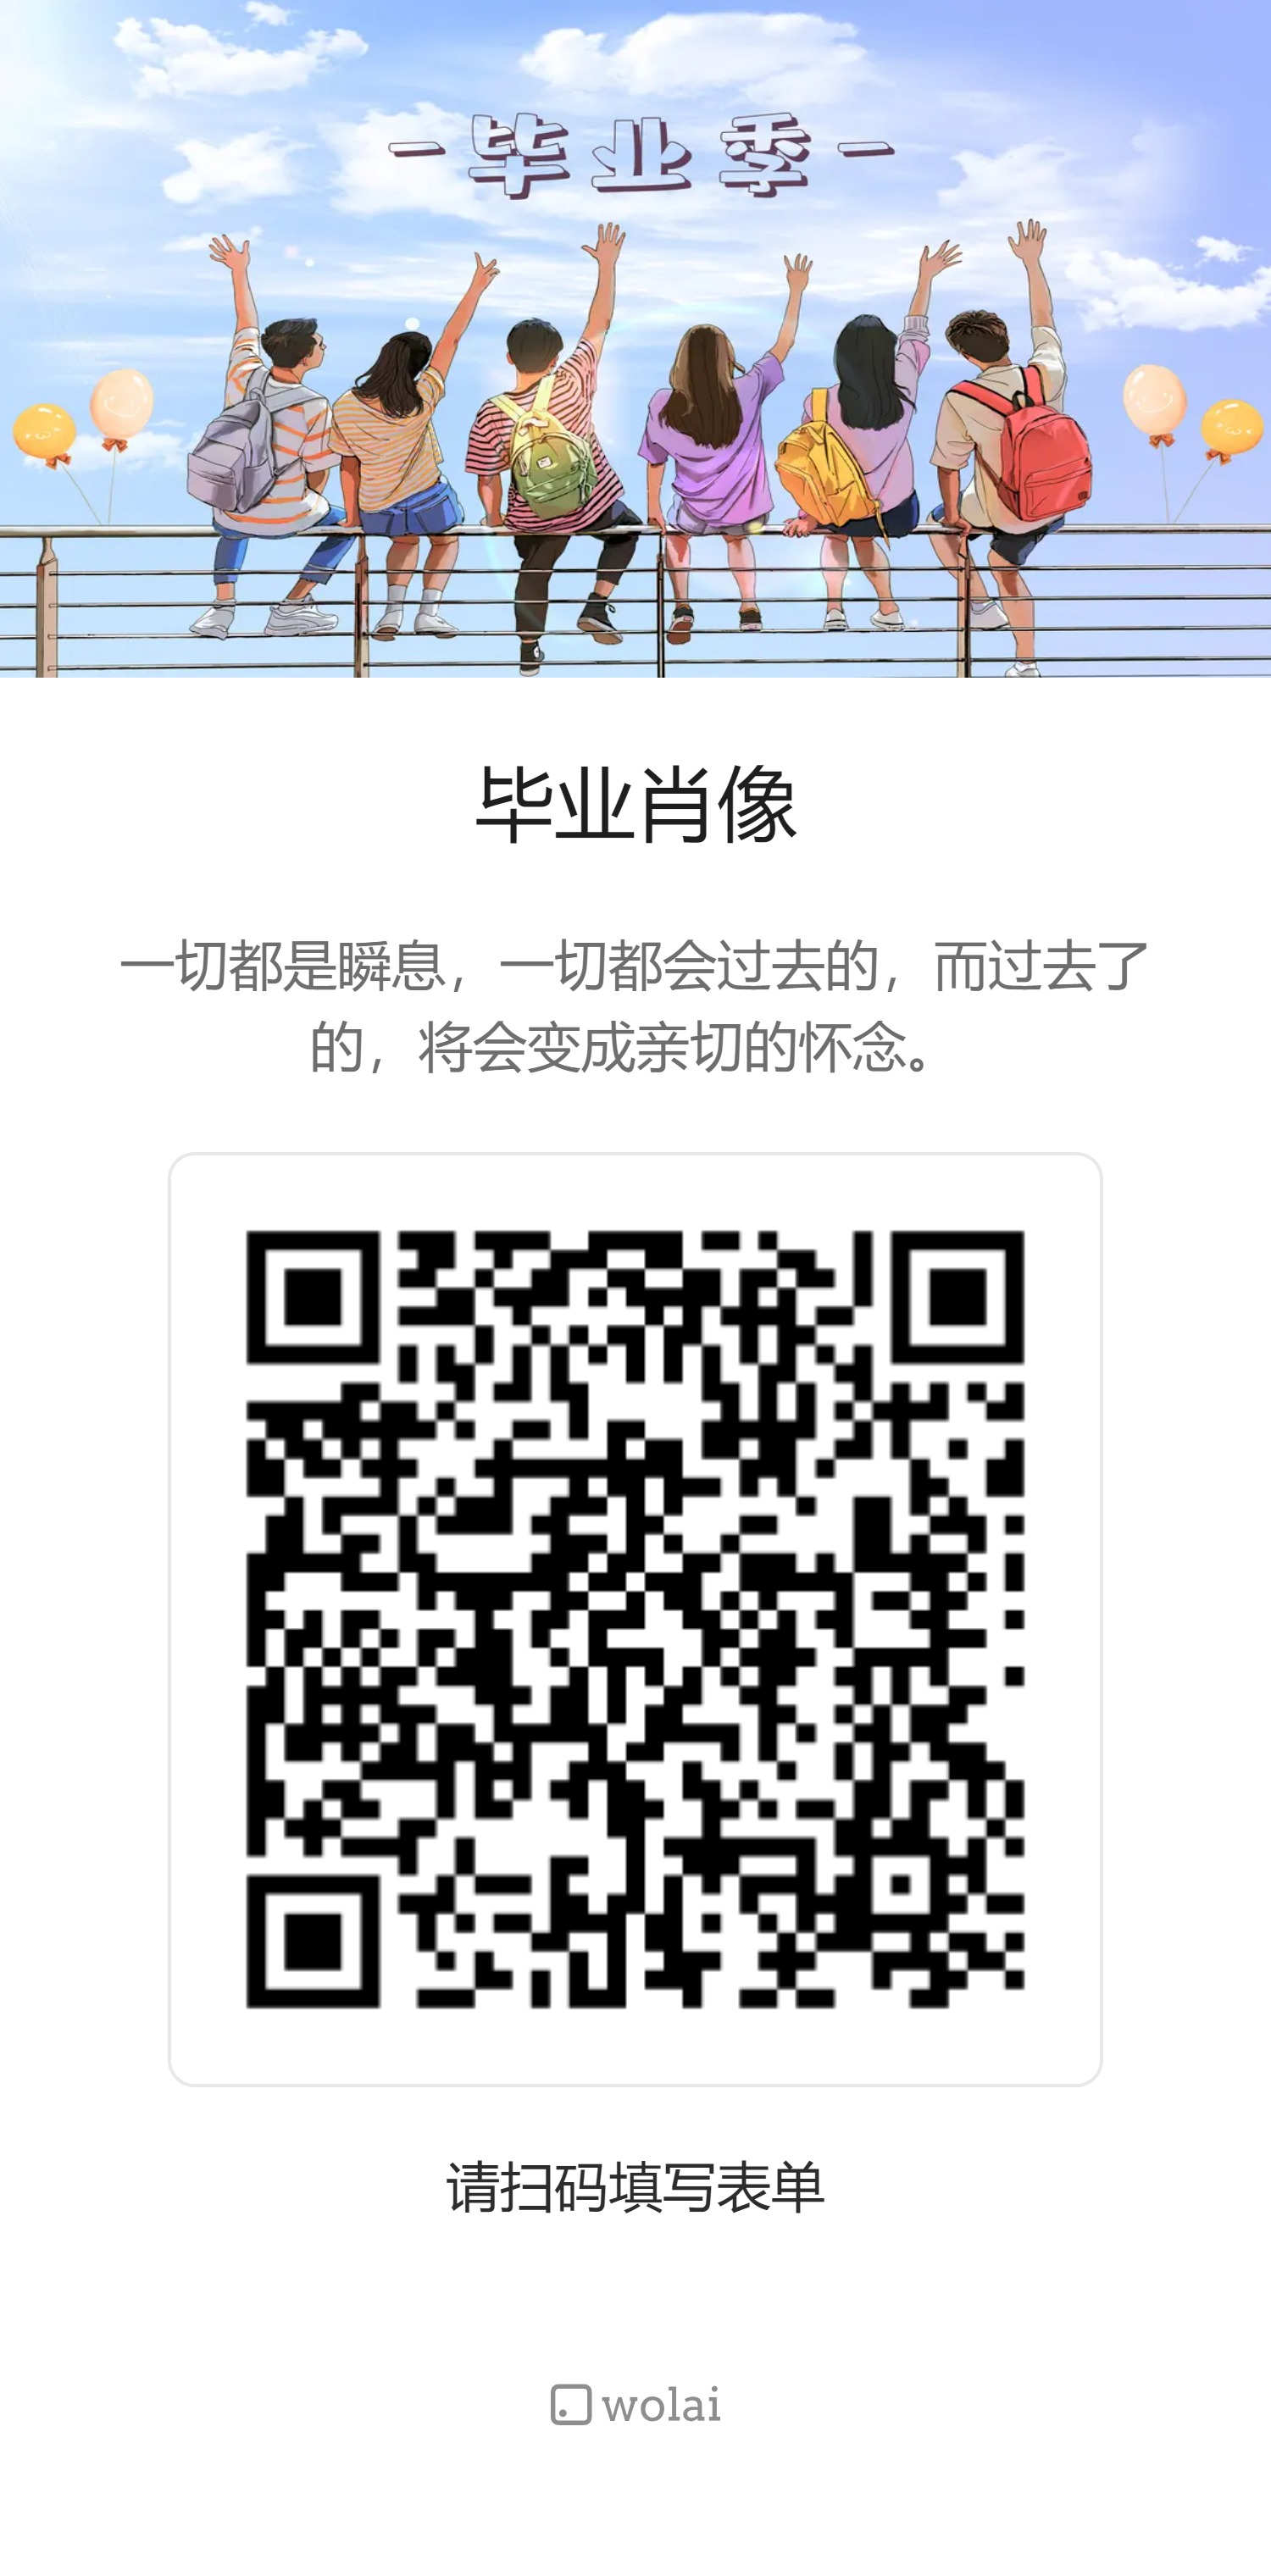 -毕业季-
毕业肖像
一切都是瞬息，一切都会过去的，而过去了
的，将会变成亲切的怀念。
请扫码填写表单
wolai